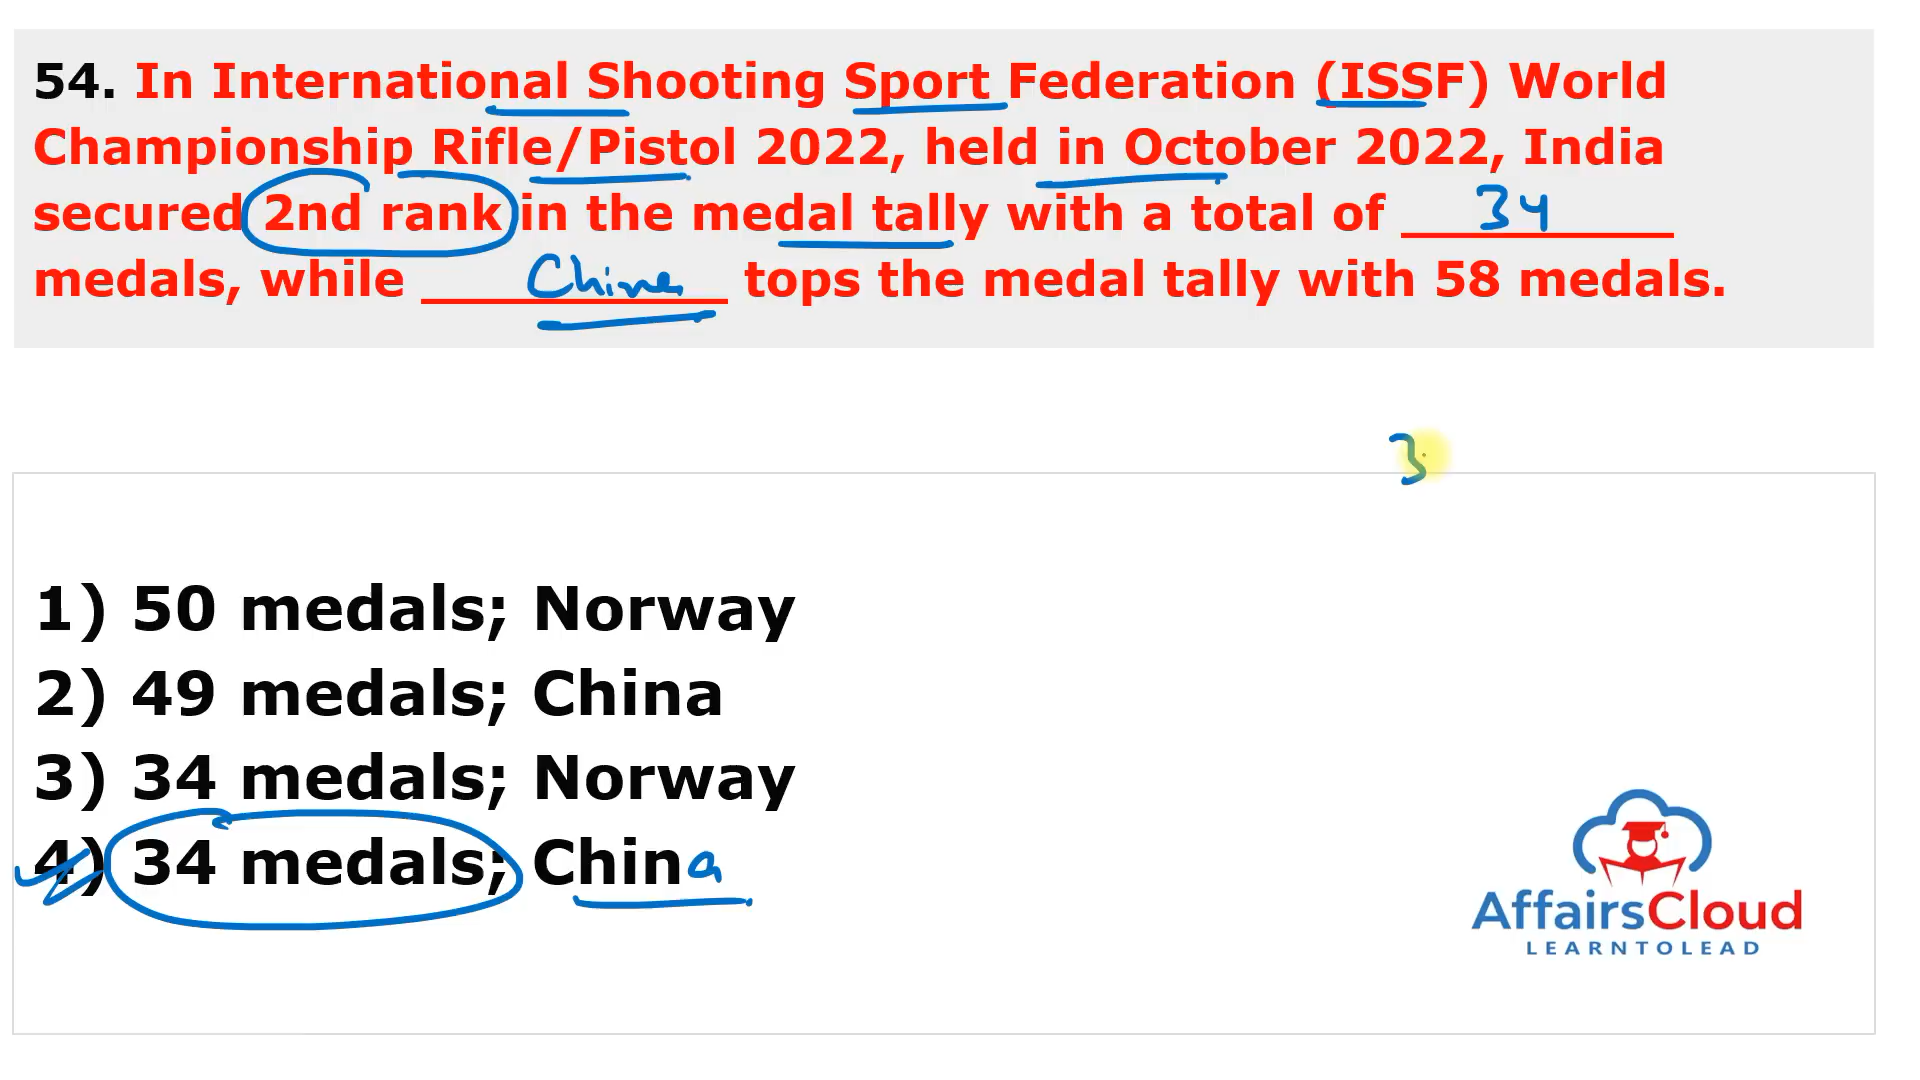 54. In International Shooting Sport Federation (ISSF) World
Championship Rifle/Pistol 2022, held in October 2022, India
secured 2nd rank in the medal tally with a total of 34
medals, while China tops the medal tally with 58 medals.
3
1) 50 medals; Norway
2) 49 medals; China
3) 34 medals; Norway
4) 34 medals; China
AffairsCloud
LEARNTOLEAD